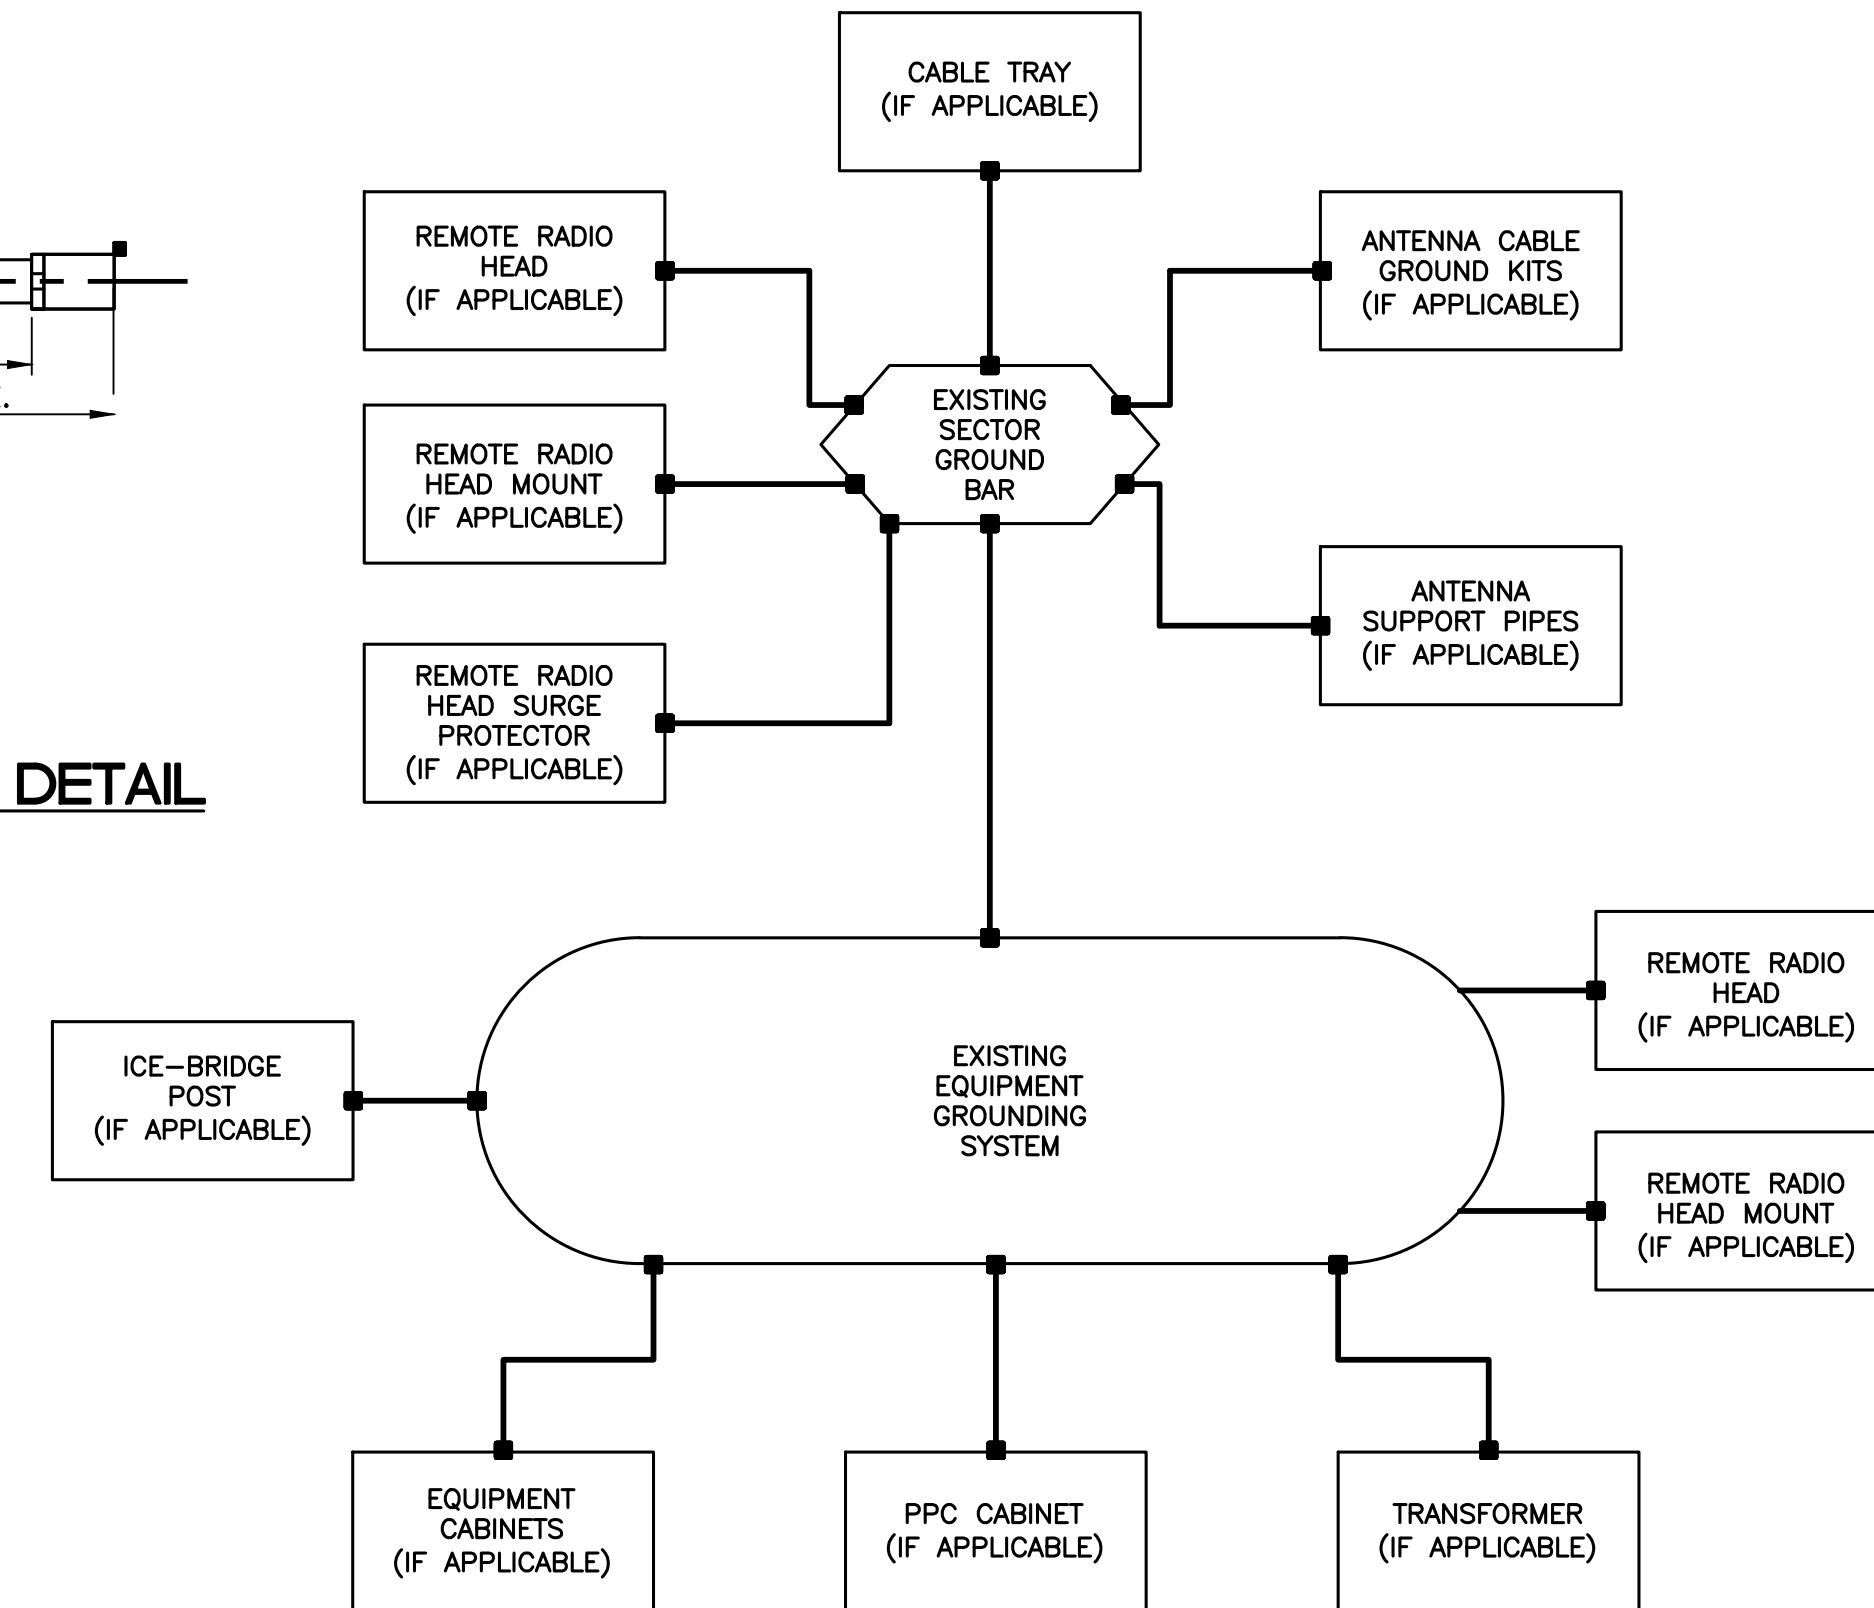 CABLE TRAY
(IF APPLICABLE)
REMOTE RADIO
HEAD
(IF APPLICABLE)
ANTENNA CABLE
GROUND KITS
(IF APPLICABLE)
EXISTING
SECTOR
GROUND
BAR
REMOTE RADIO
HEAD MOUNT
(IF APPLICABLE)
ANTENNA
SUPPORT PIPES
(IF APPLICABLE)
REMOTE RADIO
HEAD SURGE
PROTECTOR
(IF APPLICABLE)
DETAIL
REMOTE RADIO
HEAD
(IF APPLICABLE)
ICE-BRIDGE
POST
(IF APPLICABLE)
EXISTING
EQUIPMENT
GROUNDING
SYSTEM
REMOTE RADIO
HEAD MOUNT
(IF APPLICABLE)
EQUIPMENT
CABINETS
(IF APPLICABLE)
PPC CABINET
(IF APPLICABLE)
TRANSFORMER
(IF APPLICABLE)